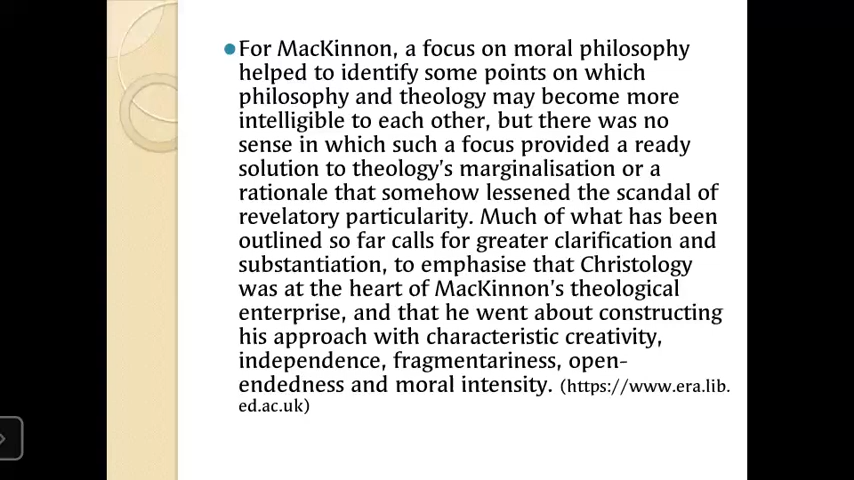 For MacKinnon, a focus on moral philosophy
helped to identify some points on which
philosophy and theology may become more
intelligible to each other, but there was no
sense in which such a focus provided a ready
solution to theology's marginalisation or a
rationale that somehow lessened the scandal of
revelatory particularity. Much of what has been
outlined so far calls for greater clarification and
substantiation, to emphasise that Christology
was at the heart of MacKinnon's theological
enterprise, and that he went about constructing
his approach with characteristic creativity,
independence, fragmentariness, open-
endedness and moral intensity. (https://www.era.lib.
ed.ac.uk)